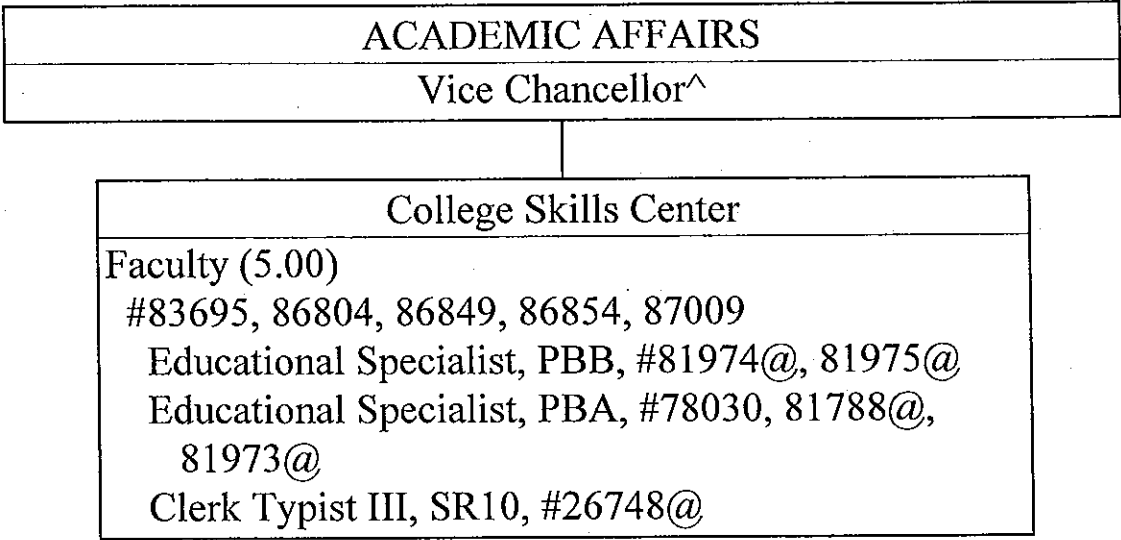 ACADEMIC AFFAIRS
Vice Chancellor^
College Skills Center
Faculty (5.00)
#83695, 86804, 86849, 86854, 87009
Educational Specialist, PBB, #81974@, 81975@
Educational Specialist, PBA, #78030, 81788@,
81973@
Clerk Typist III, SR10, #26748@